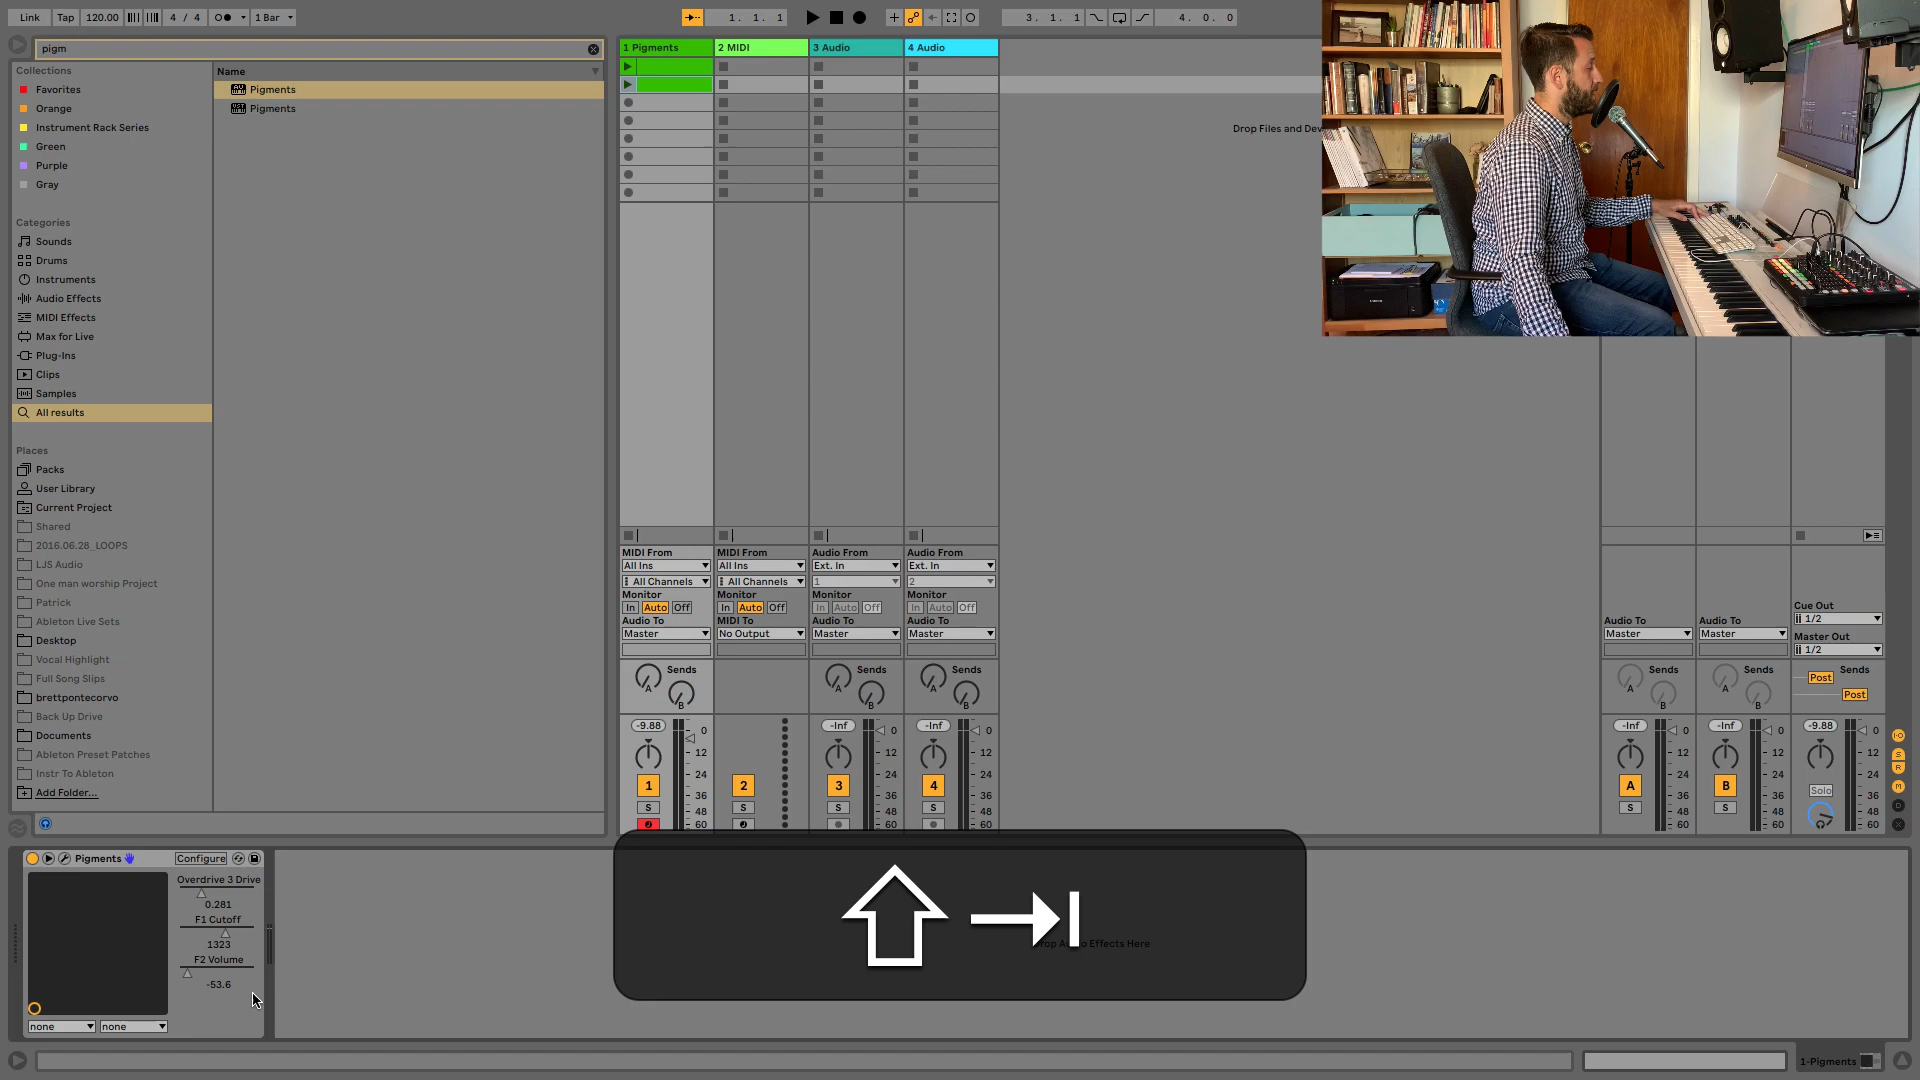 Link Tap 120.00 4 / 4 1 Bar 1. 1. 1 3. 1. 1 4. 0. 0
pigm
Collections
Favorites
Orange
Instrument Rack Series
Green
Purple
Gray
Categories
Sounds
Drums
Instruments
Audio Effects
MIDI Effects
Max for Live
Plug-Ins
Clips
Samples
All results
Places
Packs
User Library
Current Project
Shared
2016.06.28_LOOPS
LJS Audio
One man worship Project
Patrick
Ableton Live Sets
Desktop
Vocal Highlight
Full Song Slips
brettpontecorvo
Back Up Drive
Documents
Ableton Preset Patches
Instr To Ableton
Add Folder...
Name
Pigments
Pigments
1 Pigments 2 MIDI 3 Audio 4 Audio
Drop Files and Dev
MIDI From MIDI From Audio From Audio From
All Ins All Ins Ext. In Ext. In
All Channels All Channels 1 2
Monitor Monitor Monitor Monitor
In Auto Off In Auto Off In Auto Off In Auto Off
Audio To MIDI To Audio To Audio To
Master No Output Master Master
Audio To Audio To
Master Master
Cue Out
1/2
Master Out
1/2
Sends Sends Sends Sends Sends Sends
A A A A A Post
B B B B B Post
-9.88 -Inf -Inf -Inf -Inf -9.88
0 0 0 0 0 0
12 12 12 12 12 12
24 24 24 24 24 24
1 2 3 4 A B Solo
36 36 36 36 36 36
S S S S S S
48 48 48 48 48 48
60 60 60 60 60 60
Pigments Configure
Overdrive 3 Drive
0.281
F1 Cutoff
1323
F2 Volume
-53.6
none none
Effects Here
1-Pigments